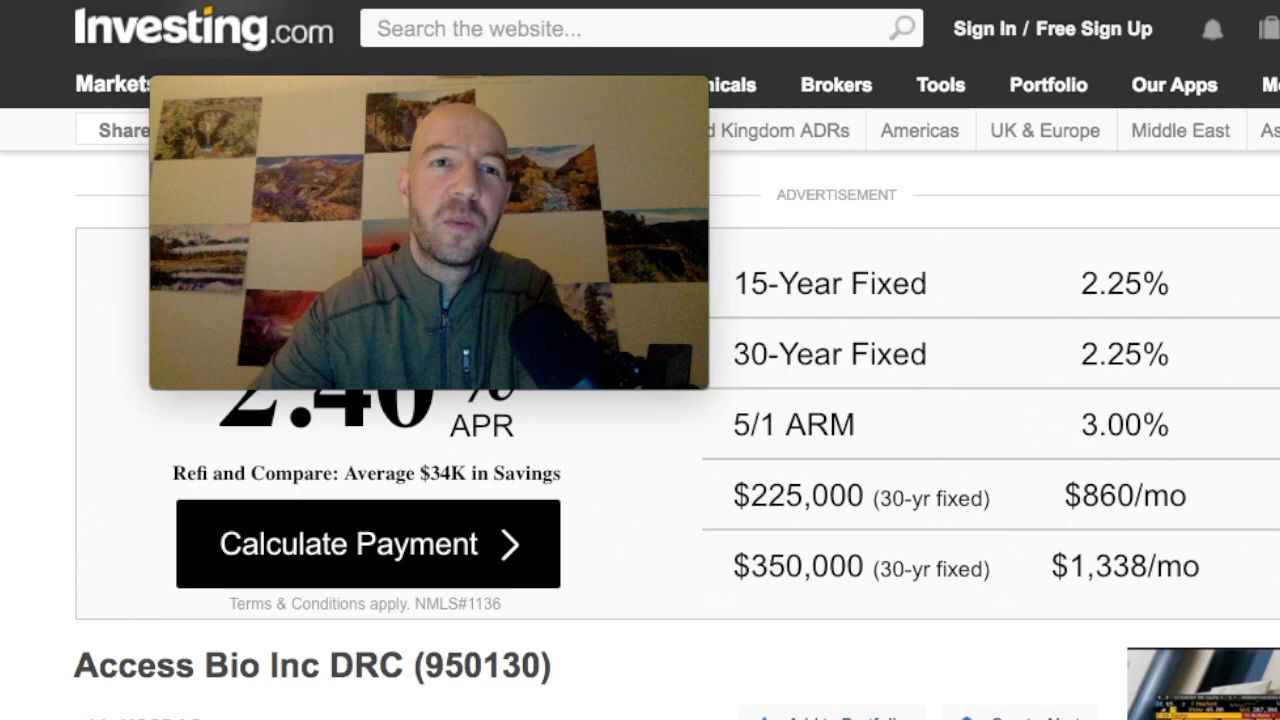 Investing.com
Search the website...
Sign In / Free Sign Up
Markets
Brokers
Tools
Portfolio
Our Apps
Kingdom ADRs
Americas
UK & Europe
Middle East
ADVERTISEMENT
15-Year Fixed 2.25%
30-Year Fixed 2.25%
2.40% APR
5/1 ARM 3.00%
Refi and Compare: Average $34K in Savings
$225,000 (30-yr fixed) $860/mo
Calculate Payment
$350,000 (30-yr fixed) $1,338/mo
Terms & Conditions apply. NMLS#1136
Access Bio Inc DRC (950130)